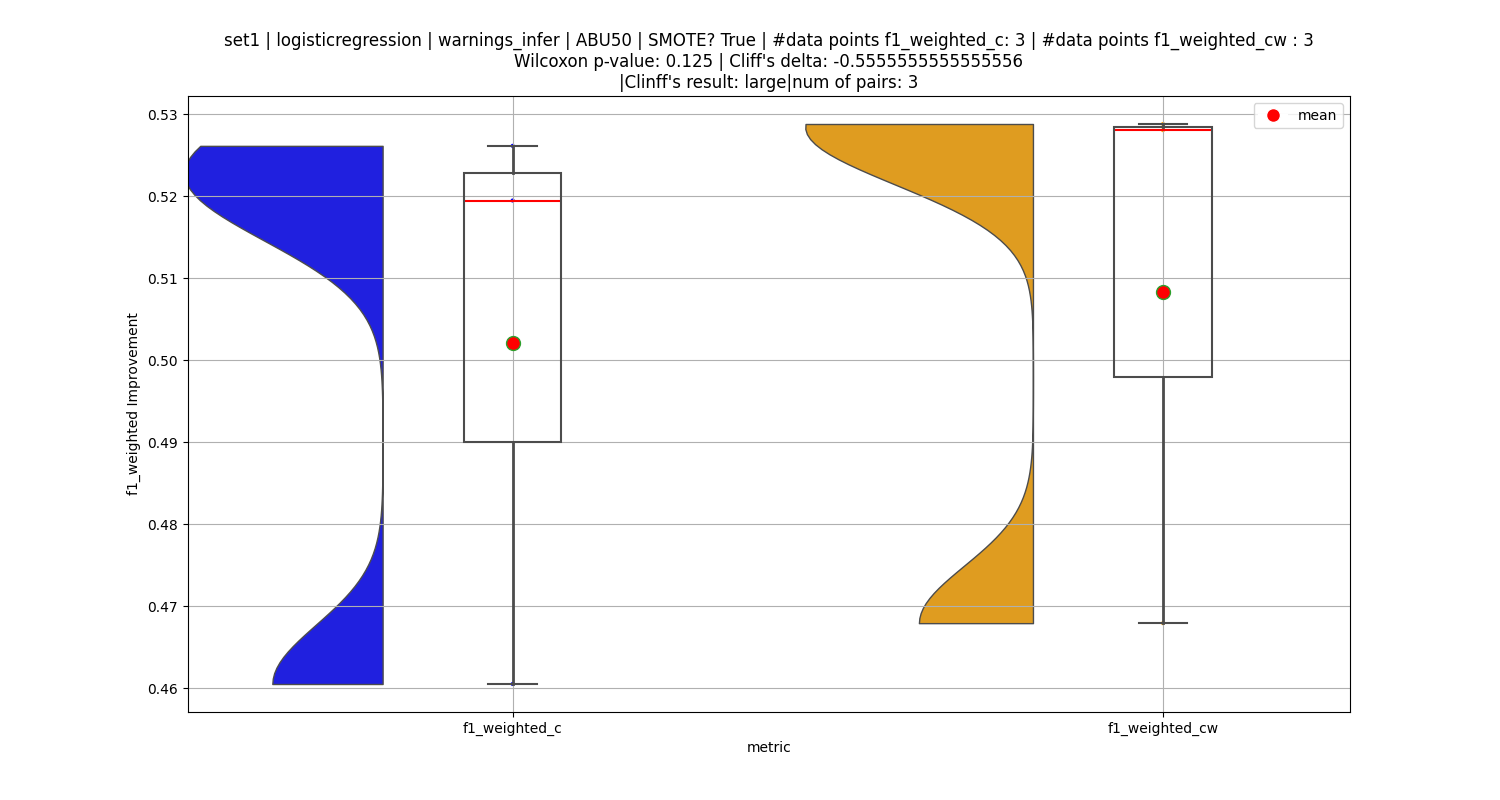 set1 | logisticregression | warnings_infer | ABU50 | SMOTE? True | #data points f1_weighted_c: 3 | #data points f1_weighted_cw : 3
Wilcoxon p-value: 0.125 | Cliff's delta: -0.5555555555555556
|Clinff's result: large|num of pairs: 3
mean
0.53
0.52
0.51
0.50
0.49
0.48
0.47
0.46
f1_weighted Improvement
f1_weighted_c
f1_weighted_cw
metric